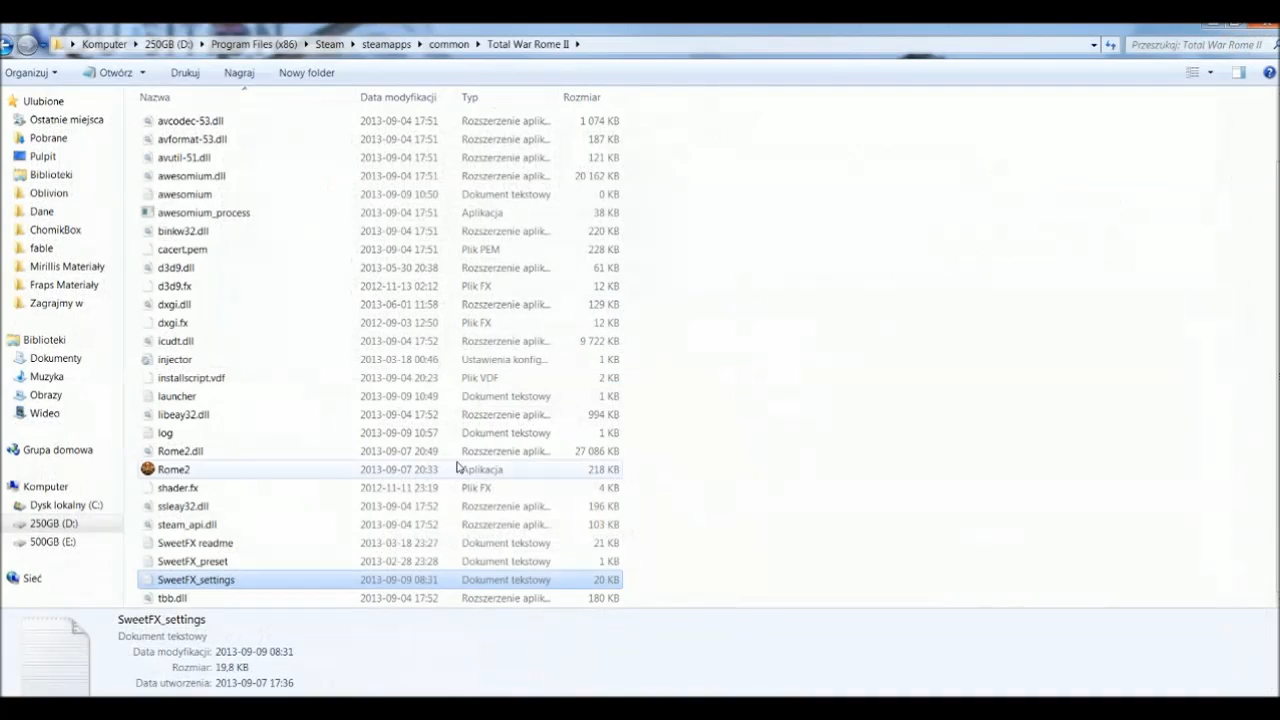 Komputer 250GB (D:) Program Files (x86) Steam steamapps common Total War Rome II Przeszukaj: Total War Rome II
Organizuj Otwórz Drukuj Nagraj Nowy folder
Ulubione
Ostatnie miejsca
Pobrane
Pulpit
Biblioteki
Oblivion
Dane
ChomikBox
fable
Mirillis Materiały
Fraps Materiały
Zagrajmy w
Biblioteki
Dokumenty
Muzyka
Obrazy
Wideo
Grupa domowa
Komputer
Dysk lokalny (C:)
250GB (D:)
500GB (E:)
Sieć
Nazwa Data modyfikacji Typ Rozmiar
avcodec-53.dll 2013-09-04 17:51 Rozszerzenie aplik... 1 074 KB
avformat-53.dll 2013-09-04 17:51 Rozszerzenie aplik... 187 KB
avutil-51.dll 2013-09-04 17:51 Rozszerzenie aplik... 121 KB
awesomium.dll 2013-09-04 17:51 Rozszerzenie aplik... 20 162 KB
awesomium 2013-09-09 10:50 Dokument tekstowy 0 KB
awesomium_process 2013-09-04 17:51 Aplikacja 38 KB
binkw32.dll 2013-09-04 17:51 Rozszerzenie aplik... 220 KB
cacert.pem 2013-09-04 17:51 Plik PEM 228 KB
d3d9.dll 2013-05-30 20:38 Rozszerzenie aplik... 61 KB
d3d9.fx 2012-11-13 02:12 Plik FX 12 KB
dxgi.dll 2013-06-01 11:58 Rozszerzenie aplik... 129 KB
dxgi.fx 2012-09-03 12:50 Plik FX 12 KB
icudt.dll 2013-09-04 17:52 Rozszerzenie aplik... 9 722 KB
injector 2013-03-18 00:46 Ustawienia konfig... 1 KB
installscript.vdf 2013-09-04 20:23 Plik VDF 2 KB
launcher 2013-09-09 10:49 Dokument tekstowy 1 KB
libeay32.dll 2013-09-04 17:52 Rozszerzenie aplik... 994 KB
log 2013-09-09 10:57 Dokument tekstowy 1 KB
Rome2.dll 2013-09-07 20:49 Rozszerzenie aplik... 27 086 KB
Rome2 2013-09-07 20:33 Aplikacja 218 KB
shader.fx 2012-11-11 23:19 Plik FX 4 KB
ssleay32.dll 2013-09-04 17:52 Rozszerzenie aplik... 196 KB
steam_api.dll 2013-09-04 17:52 Rozszerzenie aplik... 103 KB
SweetFX readme 2013-03-18 23:27 Dokument tekstowy 21 KB
SweetFX_preset 2013-02-28 23:28 Dokument tekstowy 1 KB
SweetFX_settings 2013-09-09 08:31 Dokument tekstowy 20 KB
tbb.dll 2013-09-04 17:52 Rozszerzenie aplik... 180 KB
SweetFX_settings
Dokument tekstowy
Data modyfikacji: 2013-09-09 08:31
Rozmiar: 19,8 KB
Data utworzenia: 2013-09-07 17:36